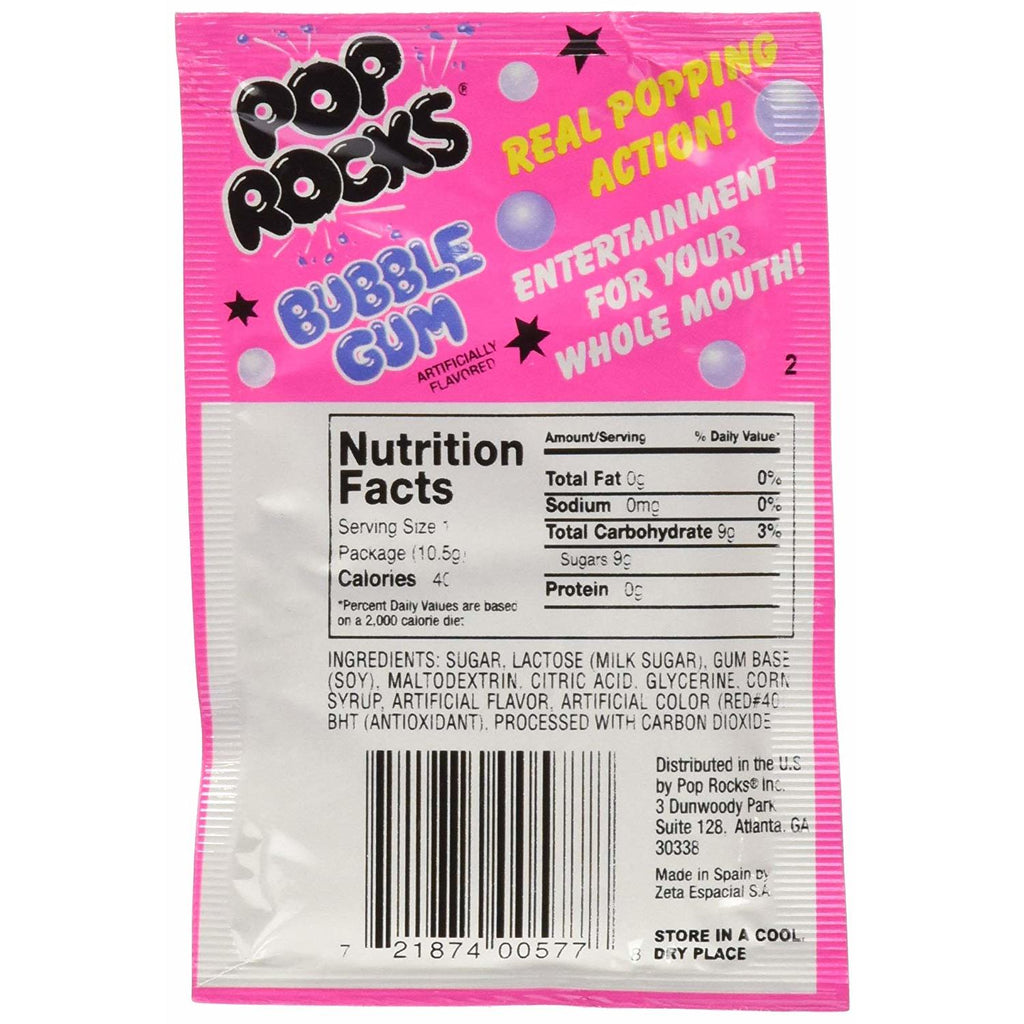 POP
ROCKS®
BUBBLE
GUM
ARTIFICIALLY
FLAVORED
REAL POPPING
ACTION!
ENTERTAINMENT
FOR YOUR
WHOLE MOUTH!
2
Nutrition
Facts
Serving Size 1
Package (10.5g)
Calories 40
*Percent Daily Values are based
on a 2,000 calorie diet
Amount/Serving % Daily Value*
Total Fat 0g 0%
Sodium 0mg 0%
Total Carbohydrate 9g 3%
Sugars 9g
Protein 0g
INGREDIENTS: SUGAR, LACTOSE (MILK SUGAR), GUM BASE
(SOY), MALTODEXTRIN, CITRIC ACID, GLYCERINE, CORN
SYRUP, ARTIFICIAL FLAVOR, ARTIFICIAL COLOR (RED#40
BHT (ANTIOXIDANT). PROCESSED WITH CARBON DIOXIDE
Distributed in the U.S
by Pop Rocks® Inc.
3 Dunwoody Park
Suite 128, Atlanta, GA
30338
Made in Spain by
Zeta Espacial S.A
STORE IN A COOL,
DRY PLACE
7 21874 00577 8